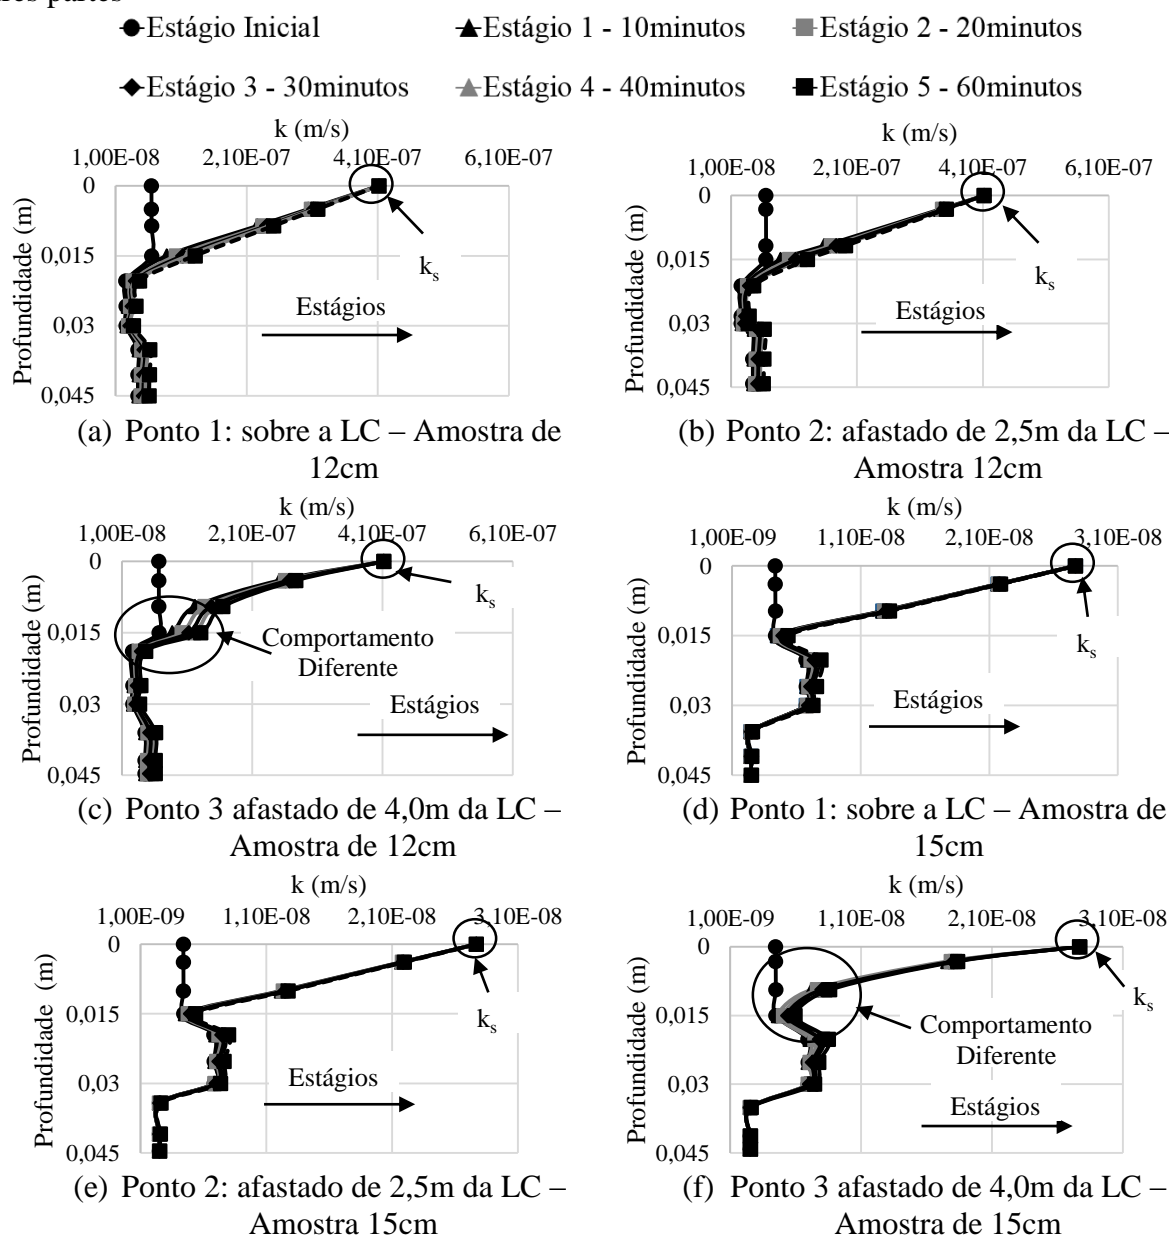 três partes
Estágio Inicial
Estágio 1 - 10minutos
Estágio 2 - 20minutos
Estágio 3 - 30minutos
Estágio 4 - 40minutos
Estágio 5 - 60minutos
k (m/s)
1,00E-08 2,10E-07 4,10E-07 6,10E-07
0
0,015
0,03
0,045
Profundidade (m)
ks
Estágios
(a) Ponto 1: sobre a LC – Amostra de
12cm
k (m/s)
1,00E-08 2,10E-07 4,10E-07 6,10E-07
0
0,015
0,03
0,045
Profundidade (m)
ks
Estágios
(b) Ponto 2: afastado de 2,5m da LC –
Amostra 12cm
k (m/s)
1,00E-08 2,10E-07 4,10E-07 6,10E-07
0
0,015
0,03
0,045
Profundidade (m)
ks
Comportamento
Diferente
Estágios
(c) Ponto 3 afastado de 4,0m da LC –
Amostra de 12cm
k (m/s)
1,00E-09 1,10E-08 2,10E-08 3,10E-08
0
0,015
0,03
0,045
Profundidade (m)
ks
Estágios
(d) Ponto 1: sobre a LC – Amostra de
15cm
k (m/s)
1,00E-09 1,10E-08 2,10E-08 3,10E-08
0
0,015
0,03
0,045
Profundidade (m)
ks
Estágios
(e) Ponto 2: afastado de 2,5m da LC –
Amostra 15cm
k (m/s)
1,00E-09 1,10E-08 2,10E-08 3,10E-08
0
0,015
0,03
0,045
Profundidade (m)
ks
Comportamento
Diferente
Estágios
(f) Ponto 3 afastado de 4,0m da LC –
Amostra de 15cm